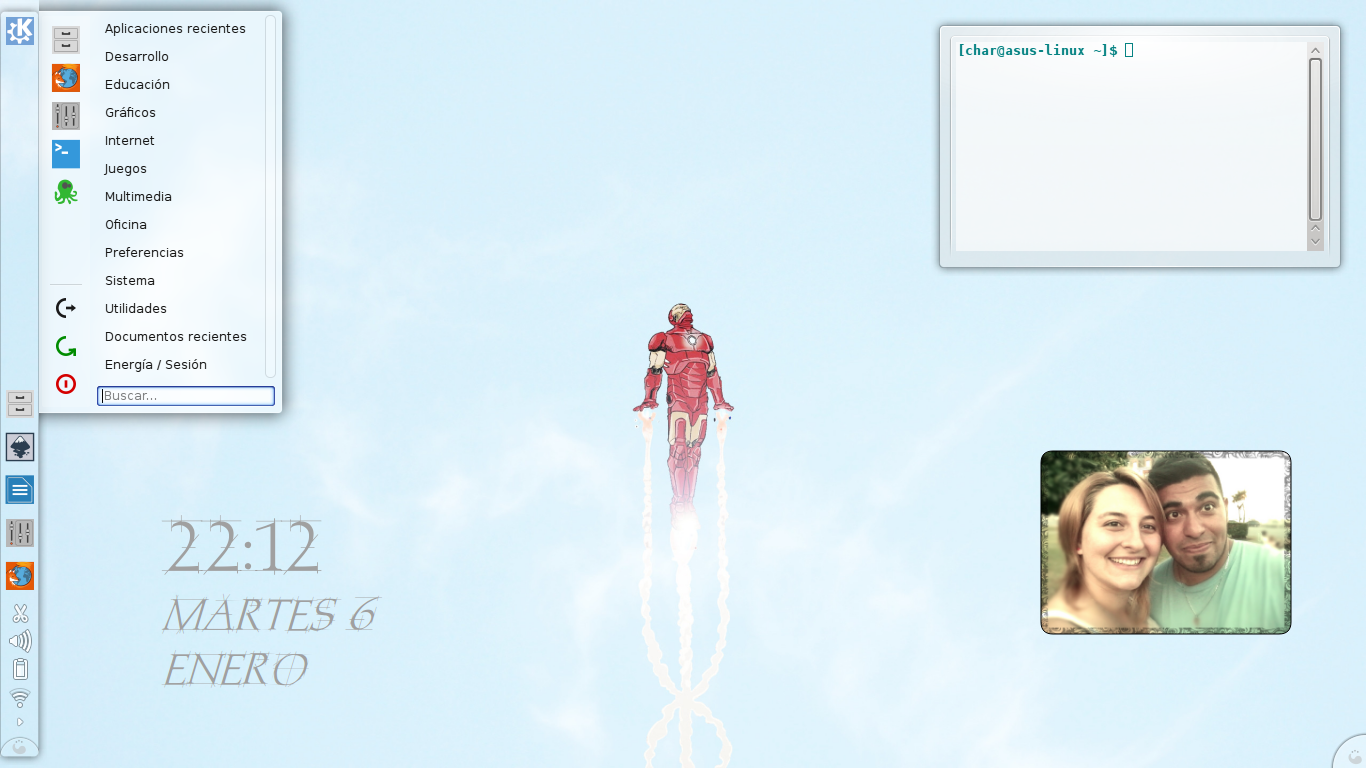 Aplicaciones recientes
Desarrollo
Educación
Gráficos
Internet
Juegos
Multimedia
Oficina
Preferencias
Sistema
Utilidades
Documentos recientes
Energía / Sesión
Buscar...
[char@asus-linux ~]$
22:12
MARTES 6
ENERO